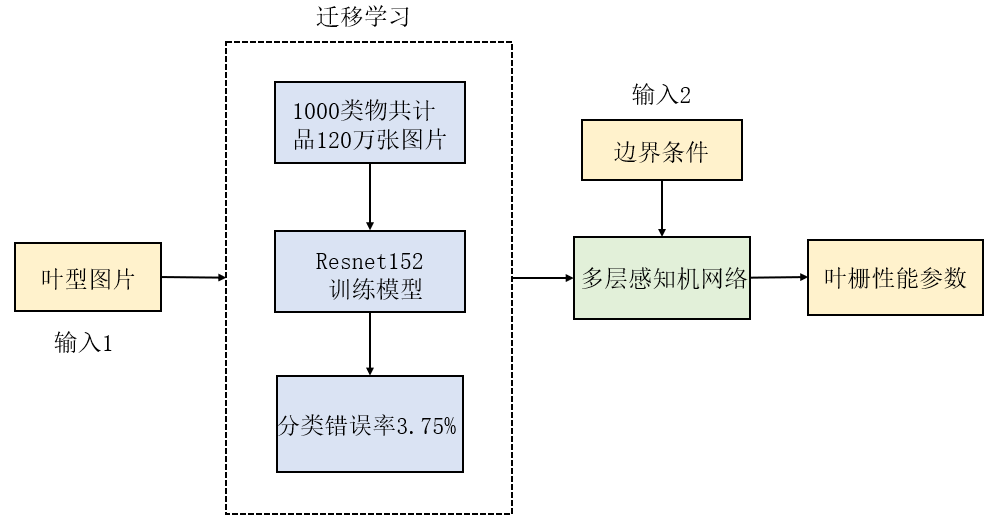 迁移学习
1000类物共计
品120万张图片
Resnet152
训练模型
分类错误率3.75%
叶型图片
输入1
输入2
边界条件
多层感知机网络
叶栅性能参数